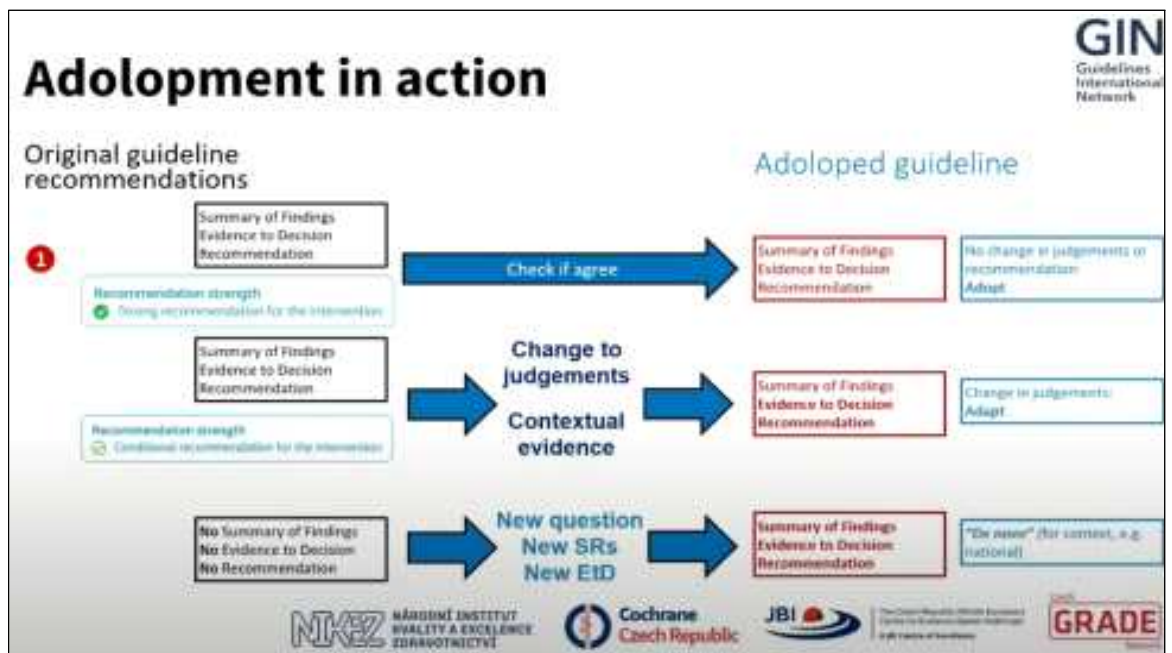 GIN
Guidelines
International
Network
Adolopment in action
Original guideline
recommendations
Adoloped guideline
1
Summary of Findings
Evidence to Decision
Recommendation
Check if agree
Summary of Findings
Evidence to Decision
Recommendation
No change in judgements or
recommendation:
Adopt
Recommendation strength
Strong recommendation for the intervention
Summary of Findings
Evidence to Decision
Recommendation
Change to
judgements
Contextual
evidence
Summary of Findings
Evidence to Decision
Recommendation
Change in judgements:
Adapt
Recommendation strength
Conditional recommendation for the intervention
No Summary of Findings
No Evidence to Decision
No Recommendation
New question
New SRs
New EtD
Summary of Findings
Evidence to Decision
Recommendation
"De novo" (for context, e.g.
national)
NIKEZ
NÁRODNÍ INSTITUT
KVALITY A EXCELENCE
ZDRAVOTNICTVÍ
Cochrane
Czech Republic
JBI
GRADE